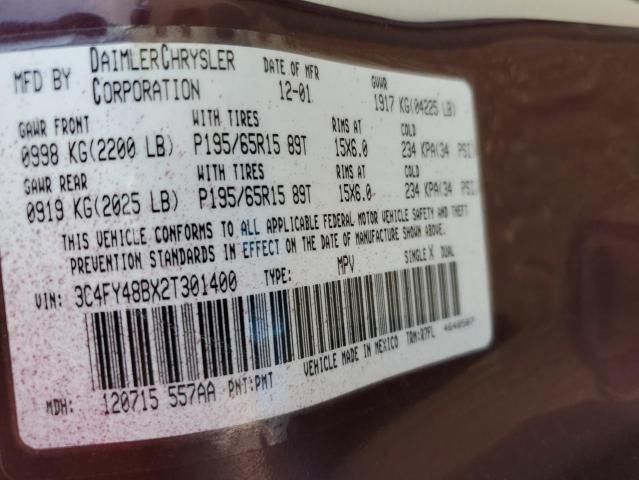 MFD BY DAIMLERCHRYSLER CORPORATION DATE OF MFR 12-01 GVWR 1917 KG(04225 LB)
GAWR FRONT WITH TIRES RIMS AT COLD
0998 KG(2200 LB) P195/65R15 89T 15X6.0 234 KPA(34 PSI)
GAWR REAR WITH TIRES RIMS AT COLD
0919 KG(2025 LB) P195/65R15 89T 15X6.0 234 KPA(34 PSI)
THIS VEHICLE CONFORMS TO ALL APPLICABLE FEDERAL MOTOR VEHICLE SAFETY AND THEFT
PREVENTION STANDARDS IN EFFECT ON THE DATE OF MANUFACTURE SHOWN ABOVE.
VIN: 3C4FY48BX2T301400 TYPE: MPV SINGLE X DUAL
VEHICLE MADE IN MEXICO TRM:R7FL 4648507
MDH: 120715 557AA PNT:PMT